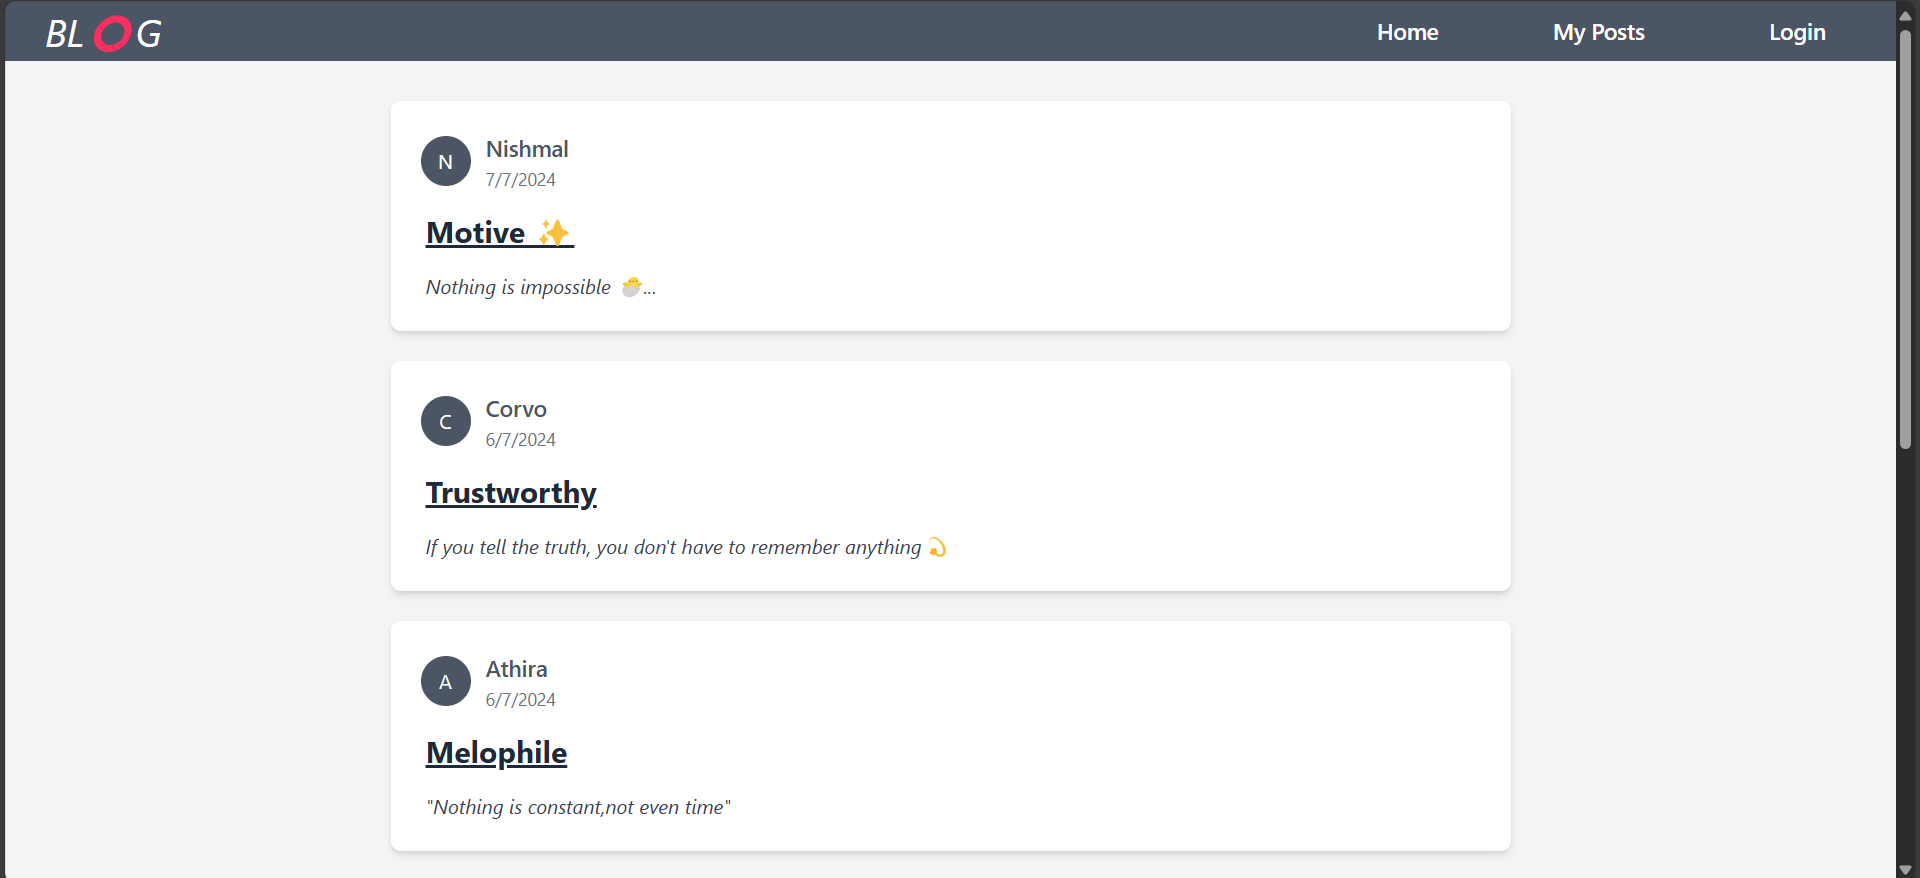 BLOG
Home
My Posts
Login
N
Nishmal
7/7/2024
Motive ✨
Nothing is impossible 🐣...
C
Corvo
6/7/2024
Trustworthy
If you tell the truth, you don't have to remember anything 💫
A
Athira
6/7/2024
Melophile
"Nothing is constant,not even time"